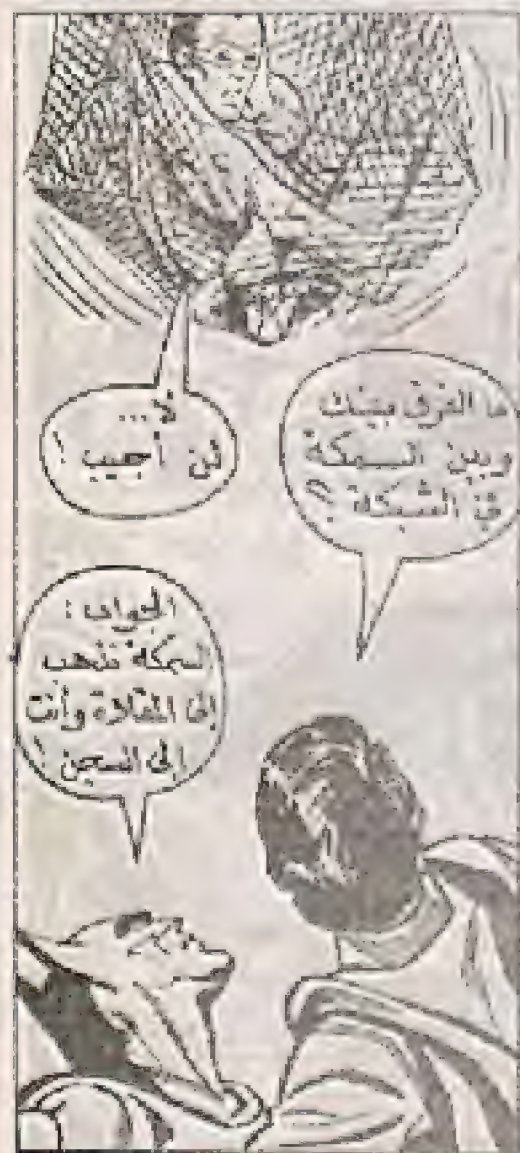 ما الفرق بينك
وبين السمكة
في الشبكة ؟
لا...
لن أجيب !
الجواب :
السمكة تذهب
إلى المقلاة وأنت
إلى السجن !